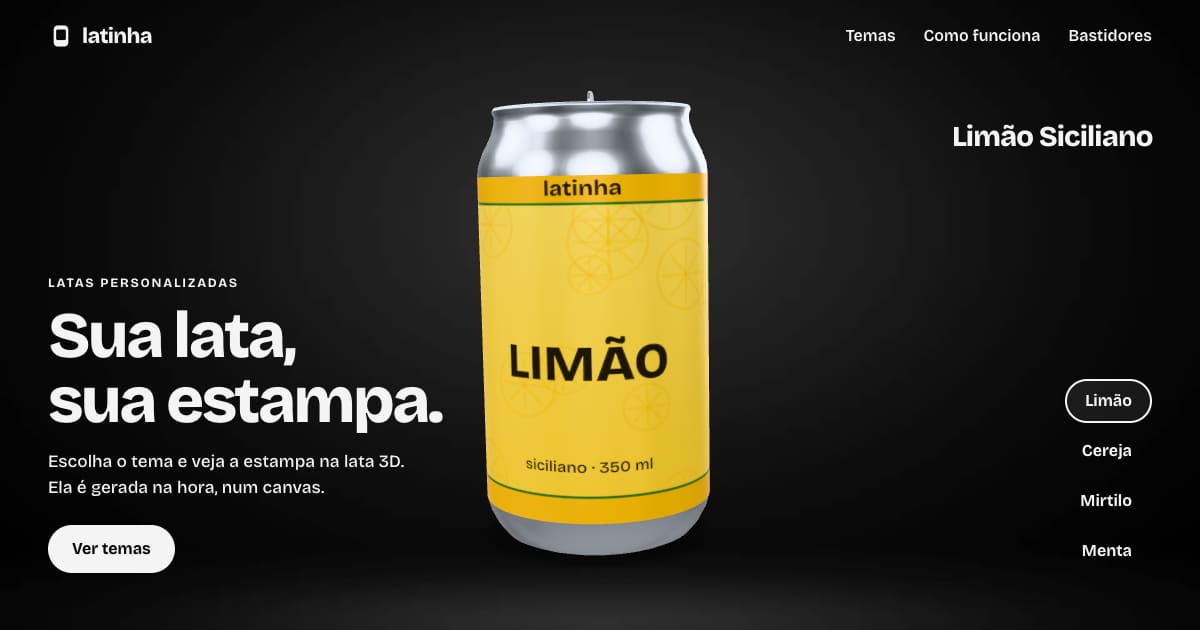 latinha
Temas
Como funciona
Bastidores
Limão Siciliano
latinha
LIMÃO
siciliano · 350 ml
LATAS PERSONALIZADAS
Sua lata,
sua estampa.
Escolha o tema e veja a estampa na lata 3D.
Ela é gerada na hora, num canvas.
Ver temas
Limão
Cereja
Mirtilo
Menta